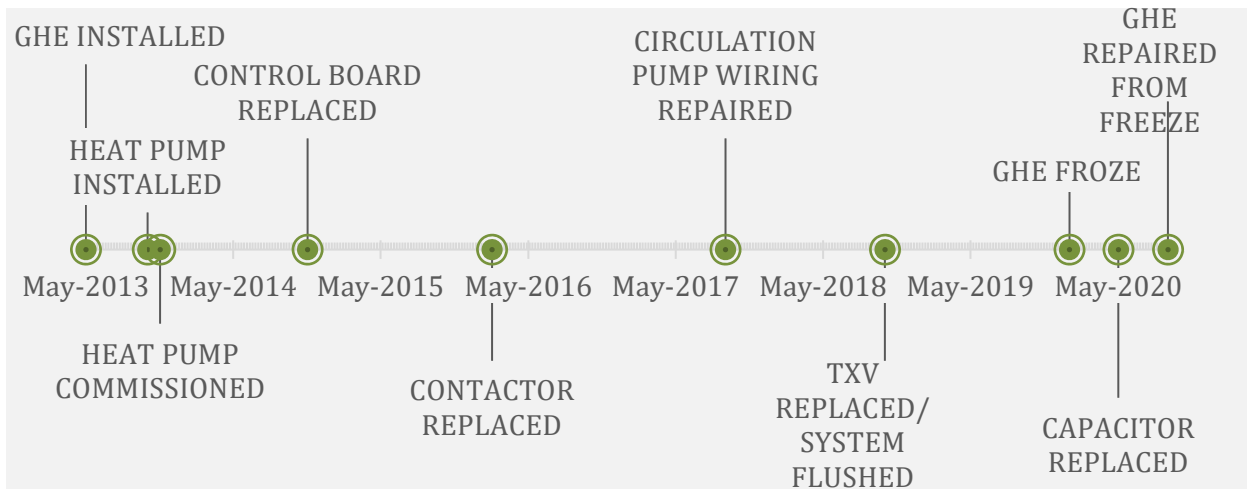 GHE INSTALLED
CONTROL BOARD
REPLACED
HEAT PUMP
INSTALLED
CIRCULATION
PUMP WIRING
REPAIRED
GHE FROZE
GHE
REPAIRED
FROM
FREEZE
May-2013 May-2014 May-2015 May-2016 May-2017 May-2018 May-2019 May-2020
HEAT PUMP
COMMISSIONED
CONTACTOR
REPLACED
TXV
REPLACED/
SYSTEM
FLUSHED
CAPACITOR
REPLACED